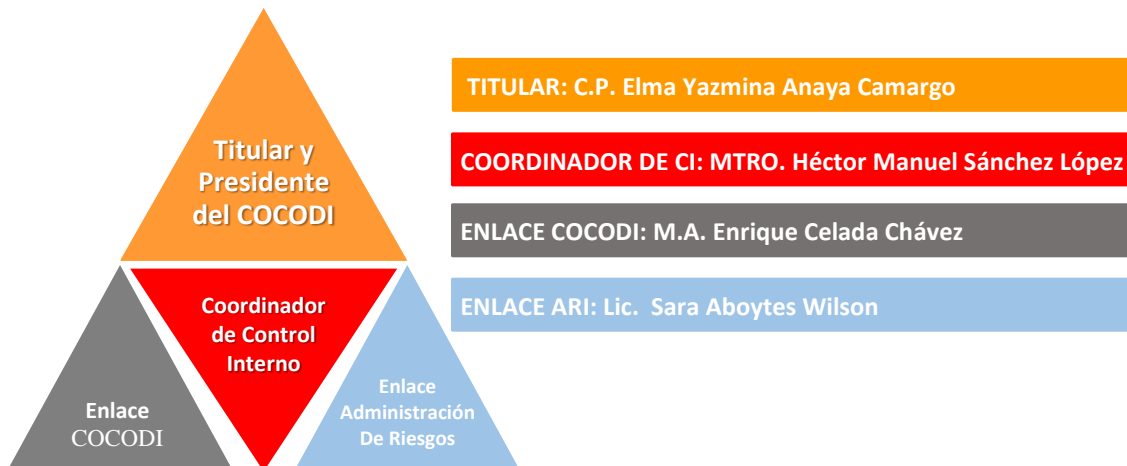 Titular y
Presidente
del COCODI
Coordinador
de Control
Interno
Enlace
COCODI
Enlace
Administración
De Riesgos
TITULAR: C.P. Elma Yazmina Anaya Camargo
COORDINADOR DE CI: MTRO. Héctor Manuel Sánchez López
ENLACE COCODI: M.A. Enrique Celada Chávez
ENLACE ARI: Lic.  Sara Aboytes Wilson